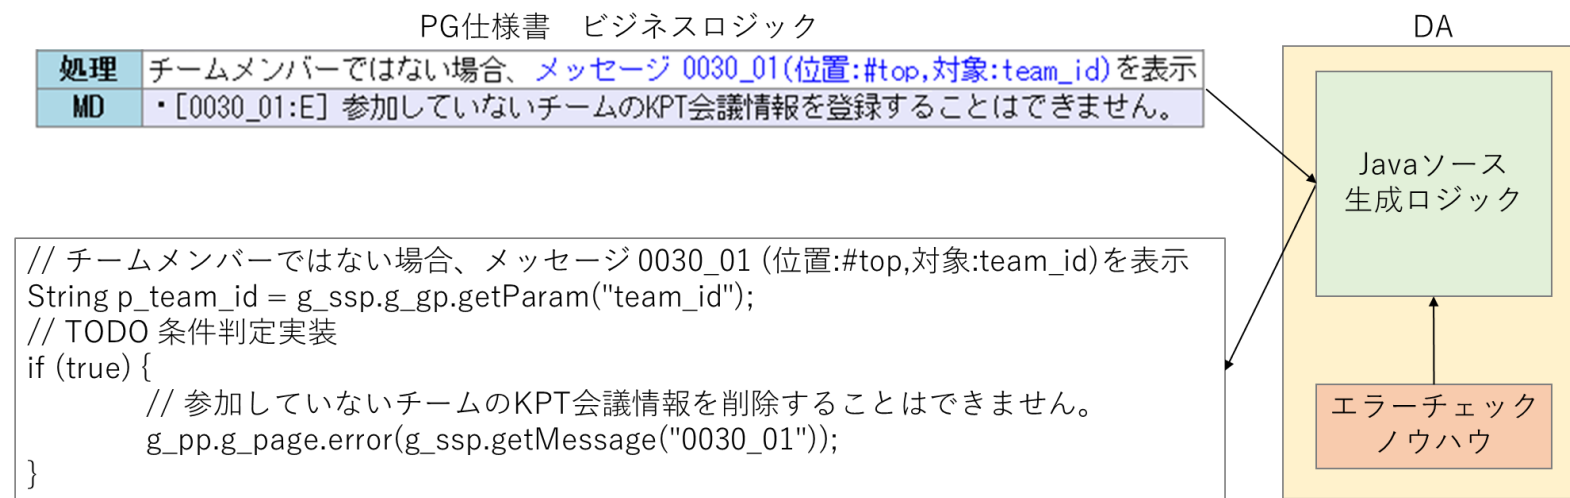 PG仕様書　ビジネスロジック
DA
処理 チームメンバーではない場合、メッセージ 0030_01(位置:#top,対象:team_id)を表示
MD ・[0030_01:E] 参加していないチームのKPT会議情報を登録することはできません。
Javaソース
生成ロジック
// チームメンバーではない場合、メッセージ 0030_01 (位置:#top,対象:team_id)を表示
String p_team_id = g_ssp.g_gp.getParam("team_id");
// TODO 条件判定実装
if (true) {
// 参加していないチームのKPT会議情報を削除することはできません。
g_pp.g_page.error(g_ssp.getMessage("0030_01"));
}
エラーチェック
ノウハウ